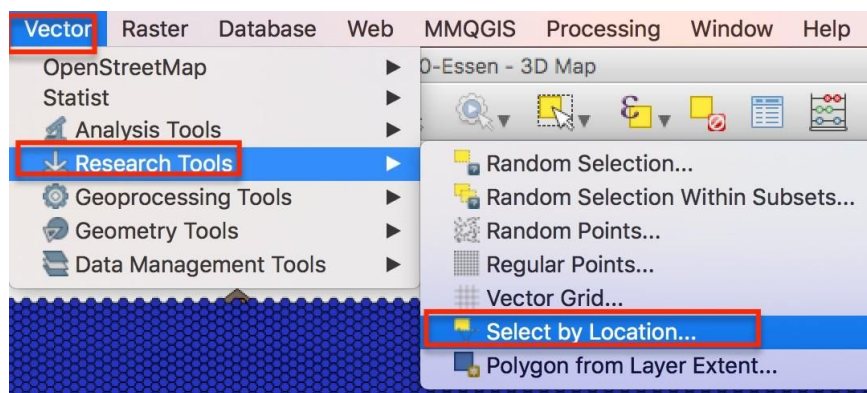 Vector Raster Database Web MMQGIS Processing Window Help
OpenStreetMap
0-Essen - 3D Map
Statist
Analysis Tools
Research Tools
Geoprocessing Tools
Geometry Tools
Data Management Tools
Random Selection...
Random Selection Within Subsets...
Random Points...
Regular Points...
Vector Grid...
Select by Location...
Polygon from Layer Extent...